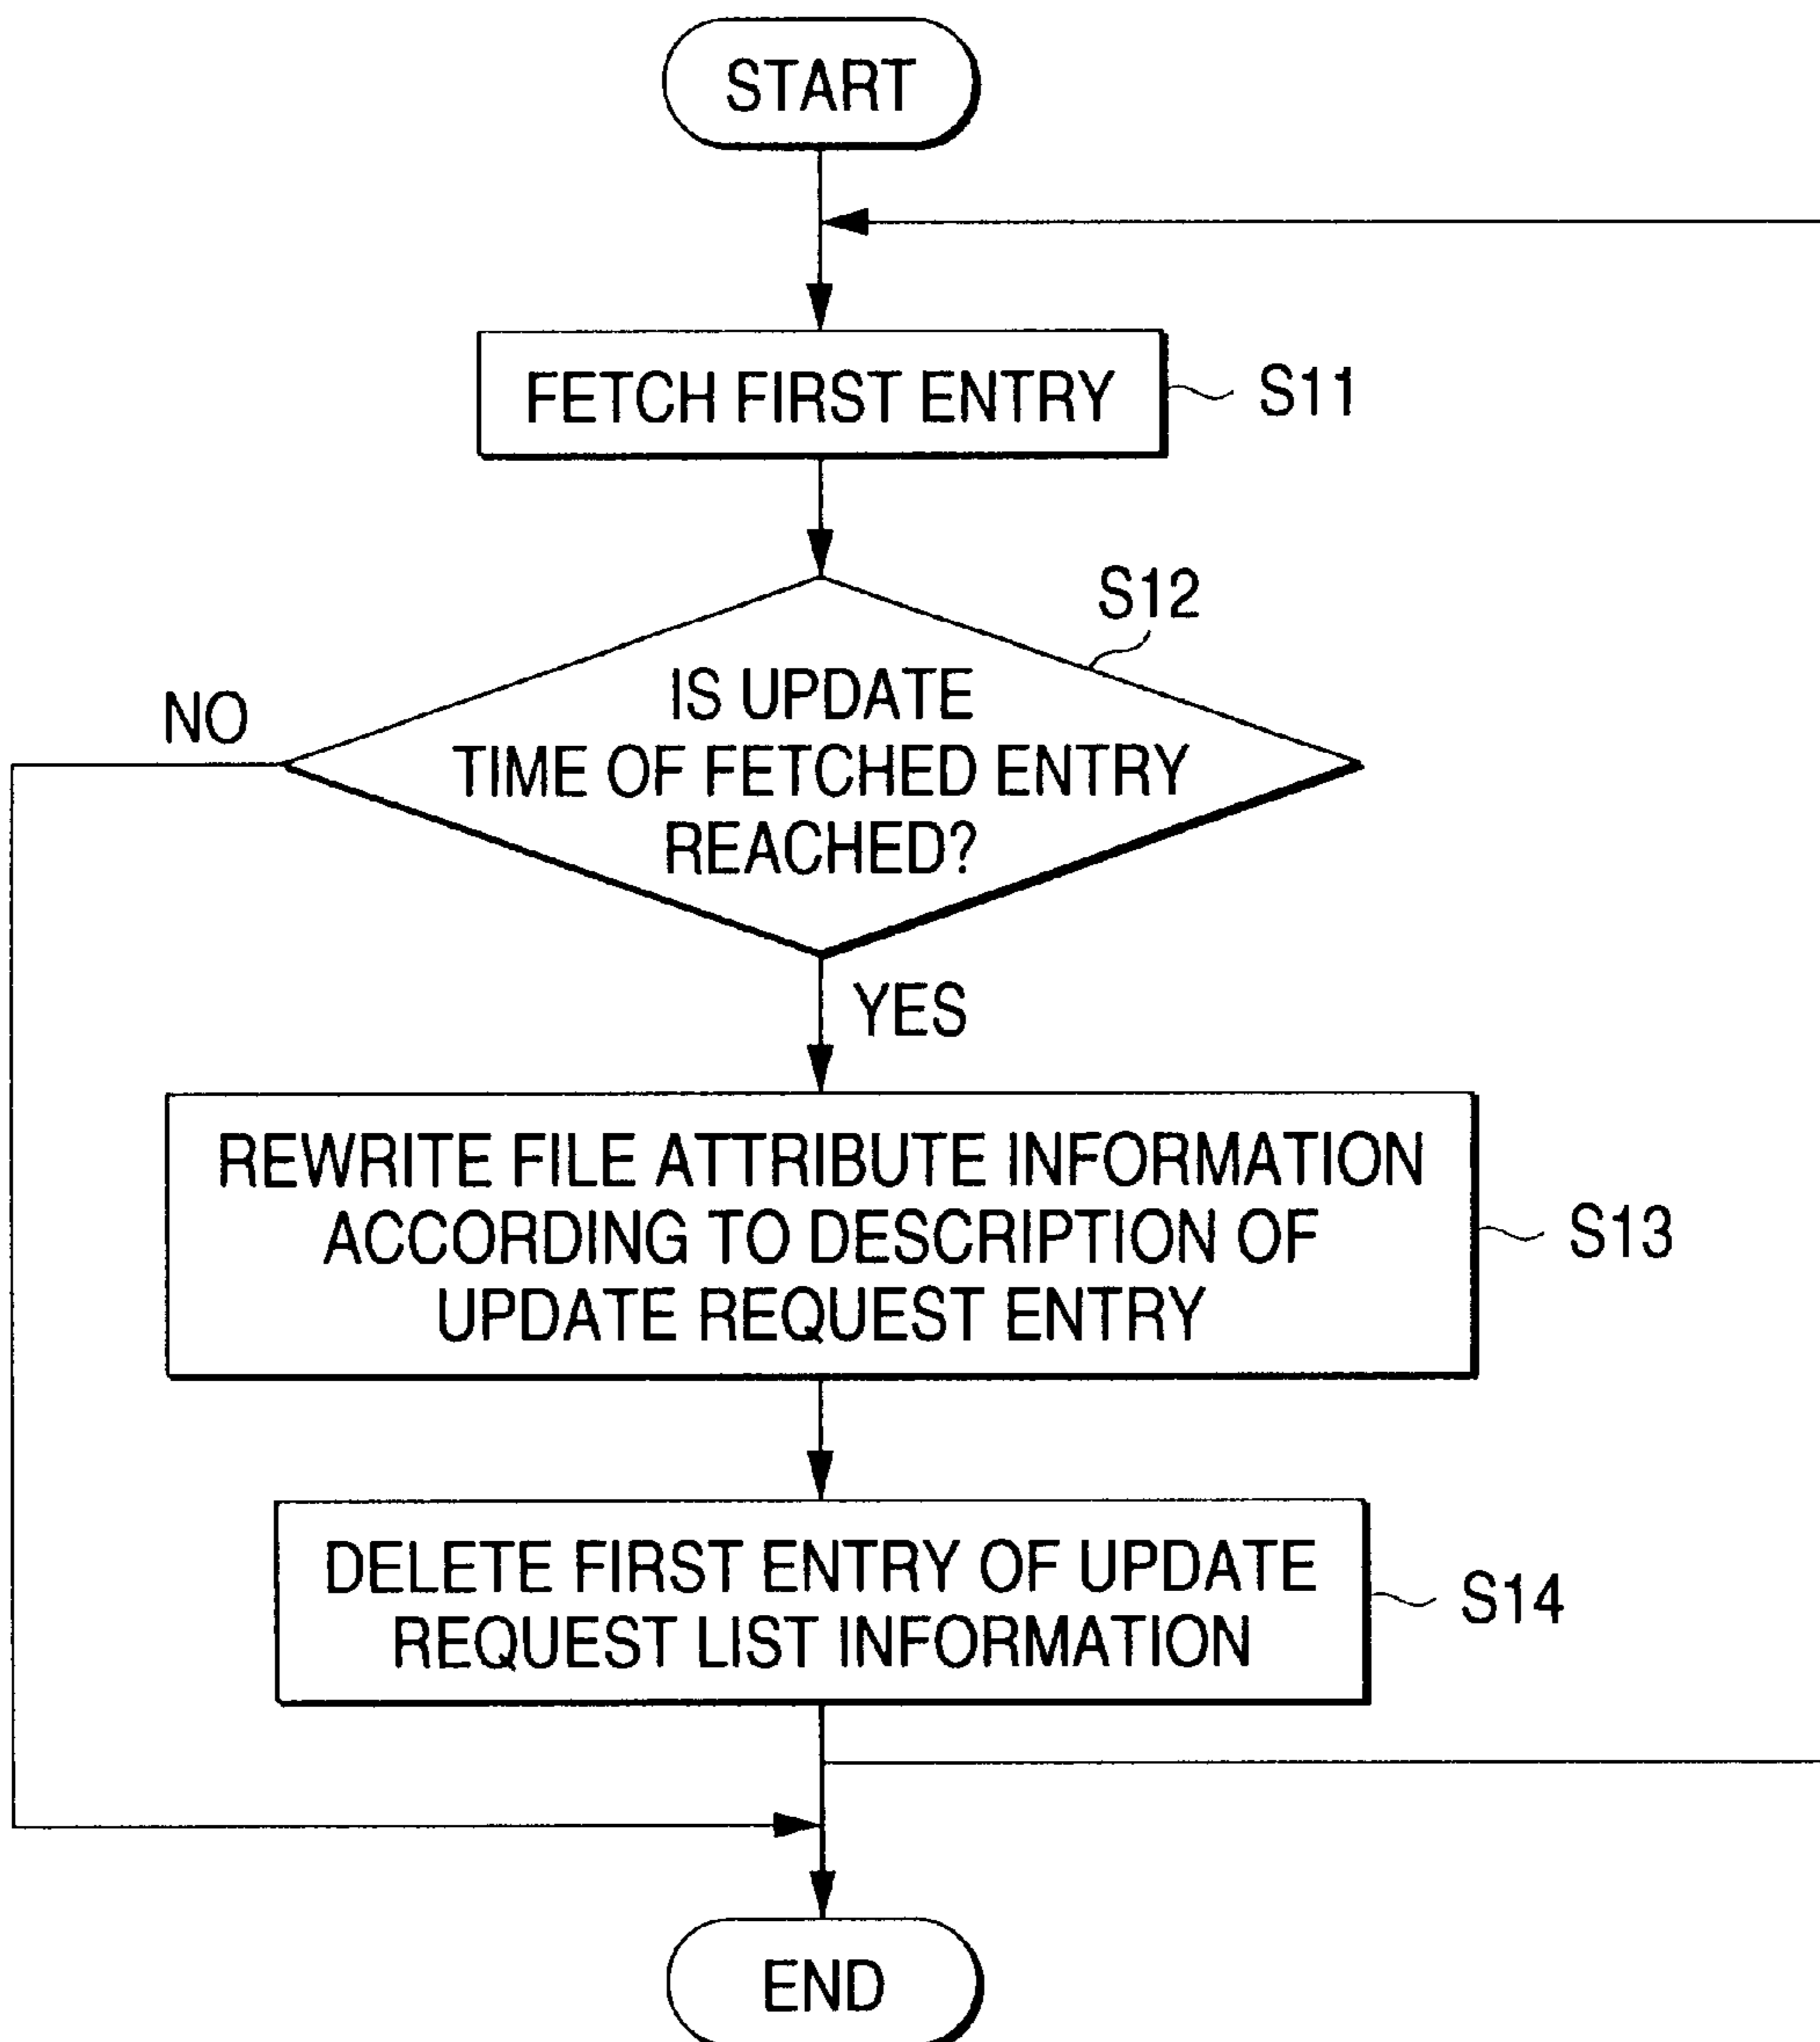 START
FETCH FIRST ENTRY
S11
S12
IS UPDATE
TIME OF FETCHED ENTRY
REACHED?
NO
YES
REWRITE FILE ATTRIBUTE INFORMATION
ACCORDING TO DESCRIPTION OF
UPDATE REQUEST ENTRY
S13
DELETE FIRST ENTRY OF UPDATE
REQUEST LIST INFORMATION
S14
END